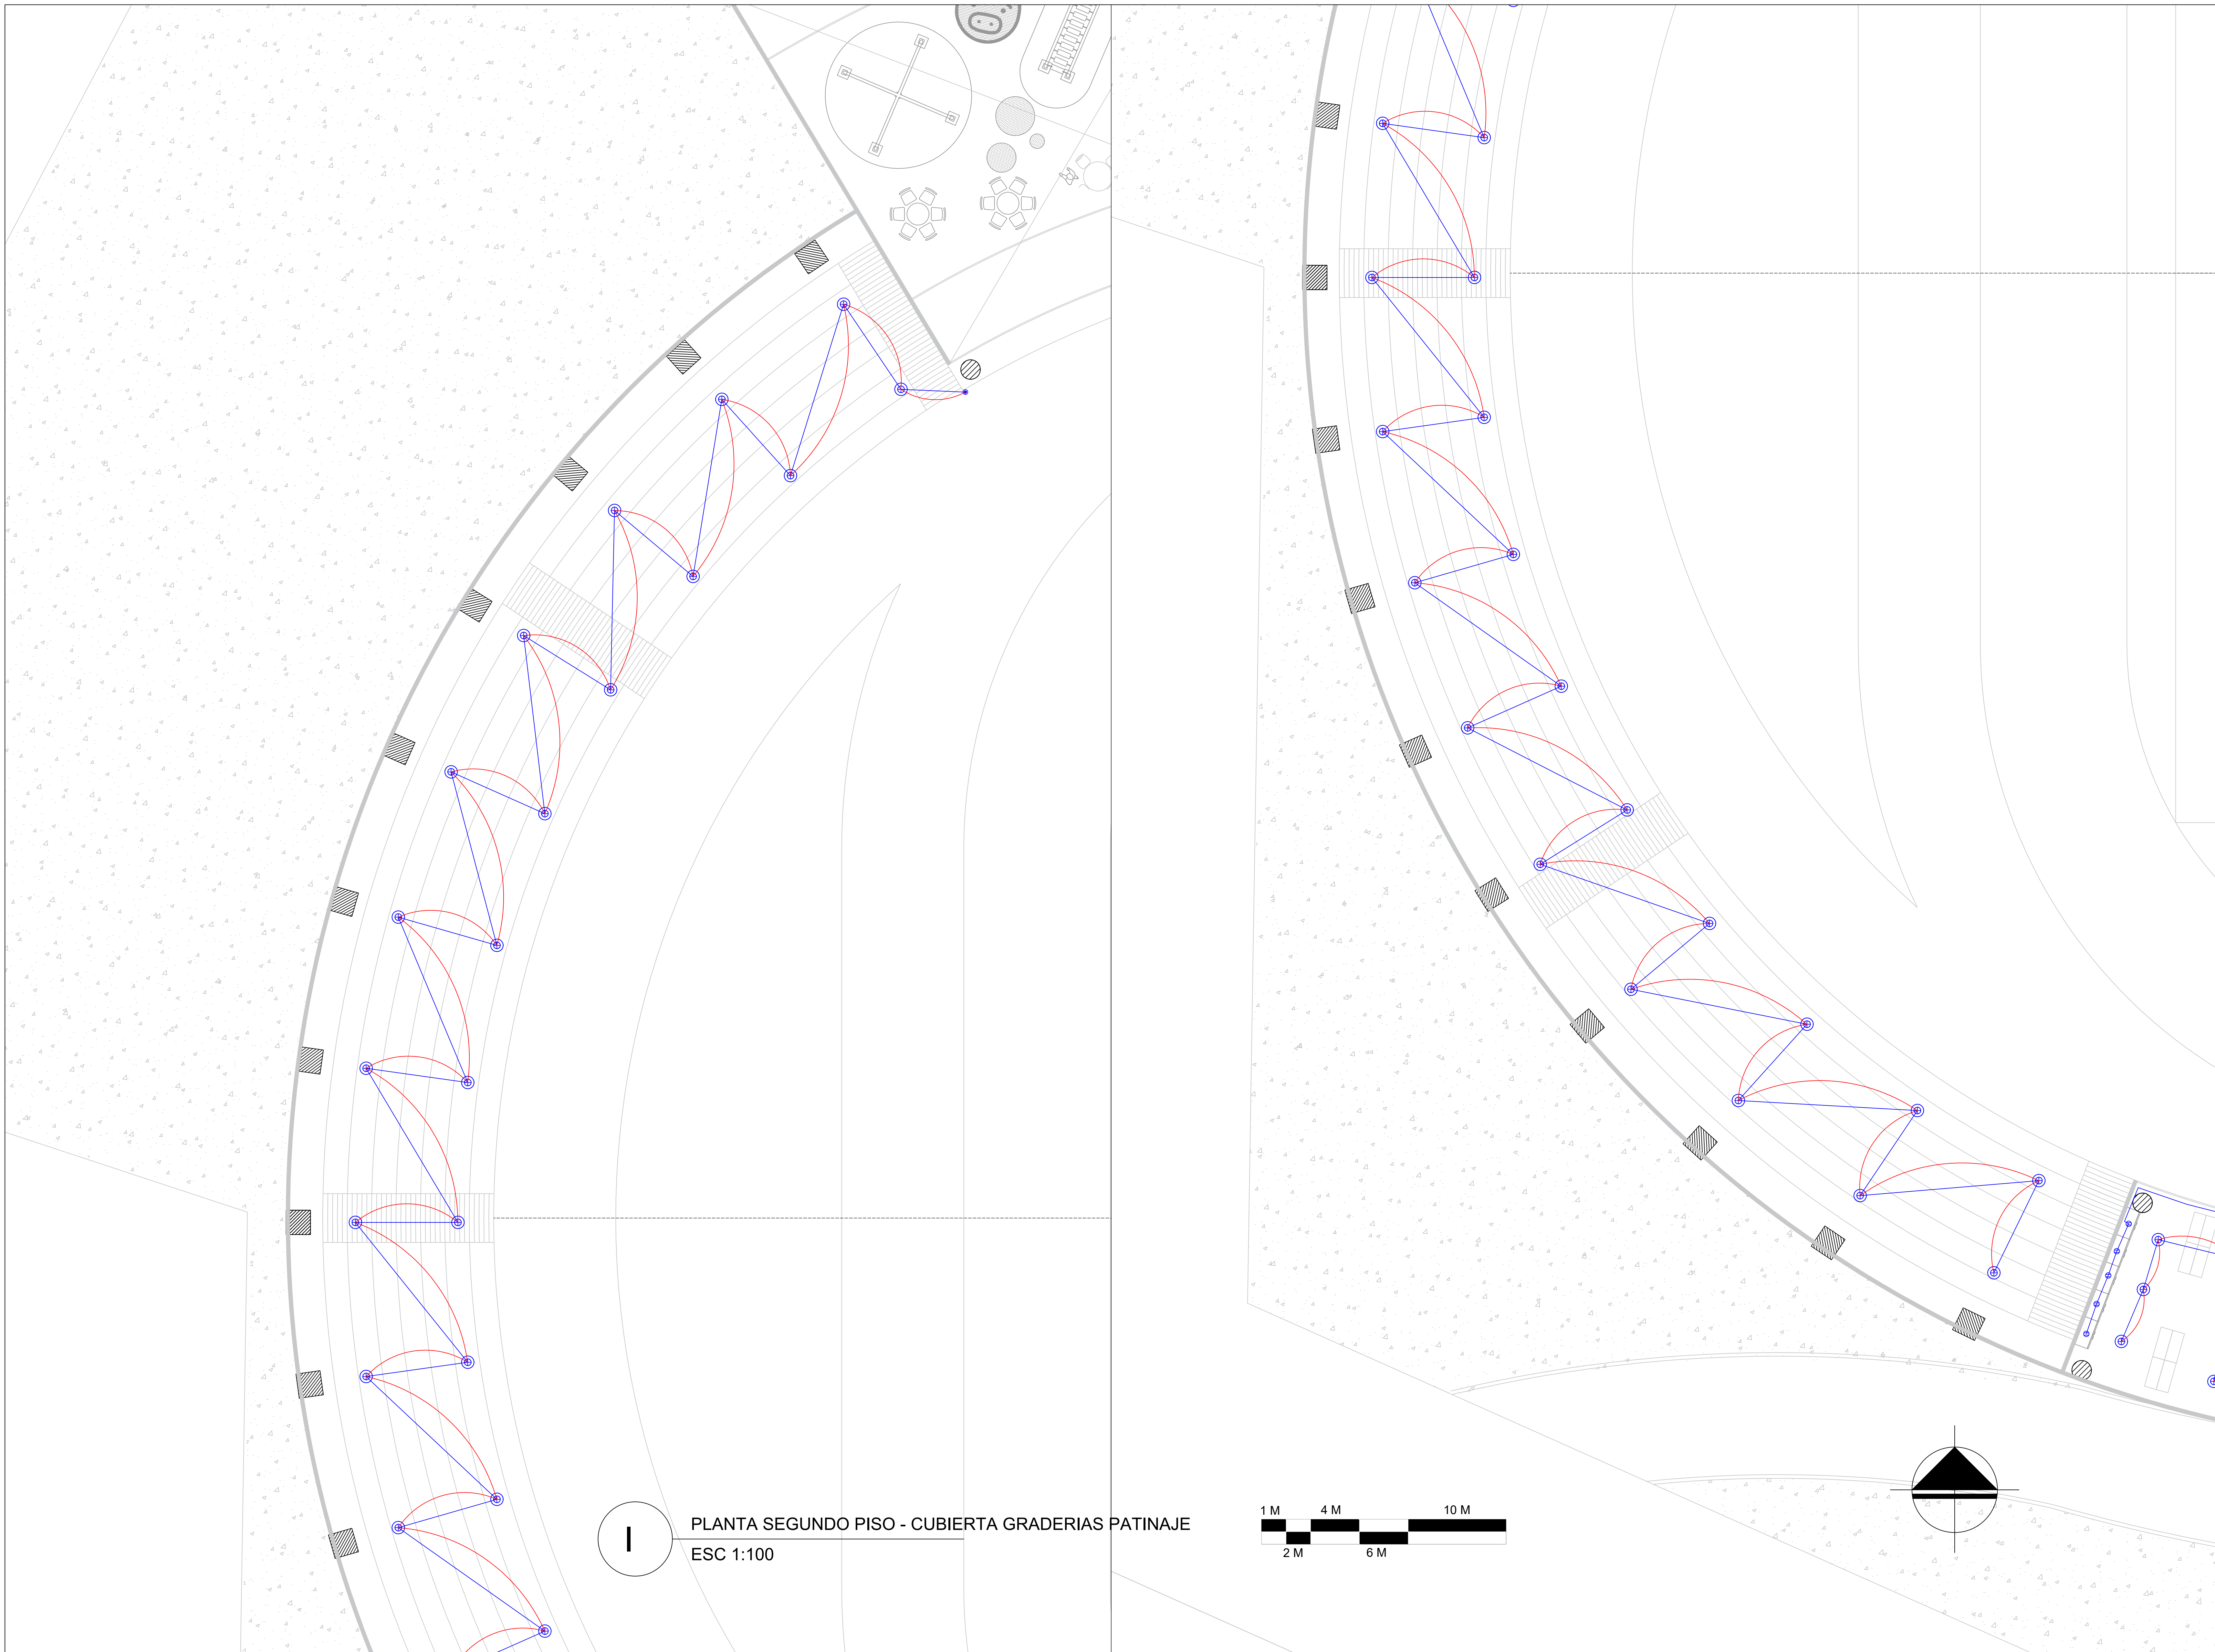 I
PLANTA SEGUNDO PISO - CUBIERTA GRADERIAS PATINAJE
ESC 1:100
1 M 4 M 10 M
2 M 6 M